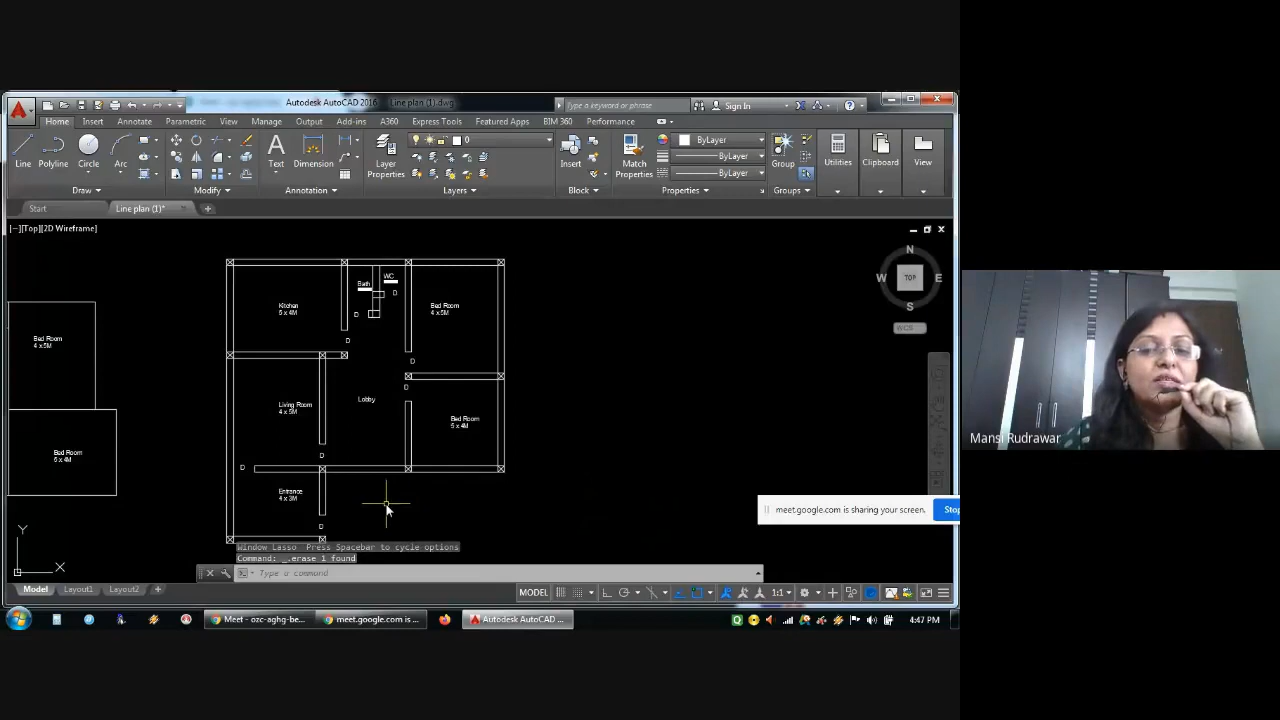 Autodesk AutoCAD 2016
Line plan (1).dwg
Type a keyword or phrase
Sign In
Home
Insert
Annotate
Parametric
View
Manage
Output
Add-ins
A360
Express Tools
Featured Apps
BIM 360
Performance
Line
Polyline
Circle
Arc
Text
Dimension
Layer
Properties
0
Insert
Match
Properties
ByLayer
ByLayer
ByLayer
Group
Utilities
Clipboard
View
Draw
Modify
Annotation
Layers
Block
Properties
Groups
Start
Line plan (1)*
[−][Top][2D Wireframe]
N
W
TOP
E
S
WCS
Bath
WC
D
Kitchen
5 x 4M
Bed Room
4 x5M
D
D
D
Bed Room
4 x5M
D
Lobby
Living Room
4 x5M
Bed Room
5 x 4M
Bed Room
5 x 4M
D
D
Entrance
4 x 3M
D
Y
X
Window Lasso Press Spacebar to cycle options
Command: _.erase 1 found
Type a command
Model
Layout1
Layout2
MODEL
1:1
Meet - ozc-aghg-be...
meet.google.com is ...
Autodesk AutoCAD ...
4:47 PM
meet.google.com is sharing your screen.
Stop
Mansi Rudrawar